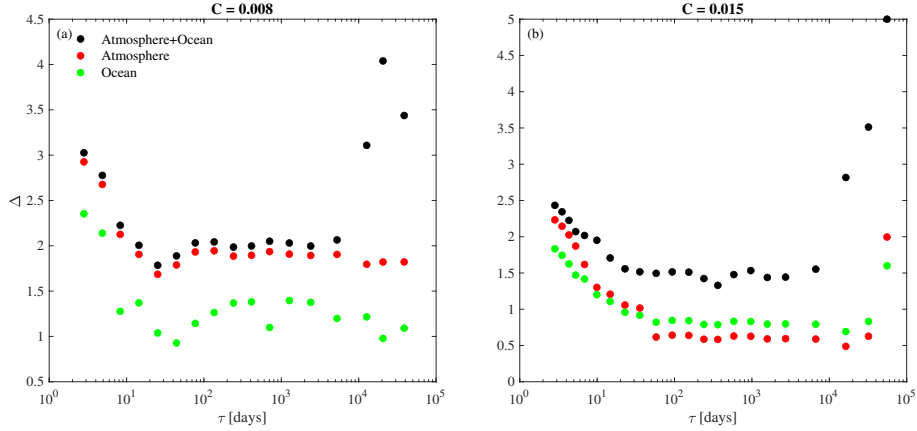 C = 0.008
(a)
Atmosphere+Ocean
Atmosphere
Ocean
4.5
4
3.5
3
2.5
2
1.5
1
0.5
Δ
10^0 10^1 10^2 10^3 10^4 10^5
τ [days]
C = 0.015
(b)
5
4.5
4
3.5
3
2.5
2
1.5
1
0.5
0
10^0 10^1 10^2 10^3 10^4 10^5
τ [days]